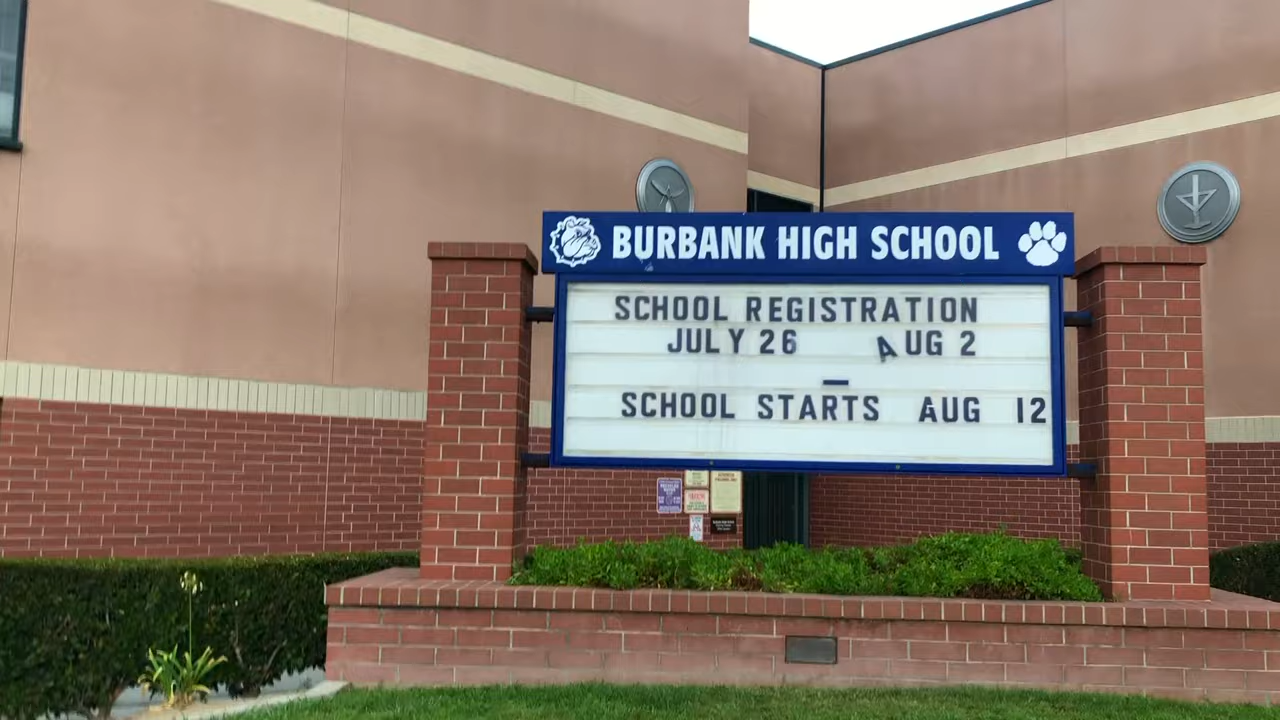 BURBANK HIGH SCHOOL
SCHOOL REGISTRATION
JULY 26 AUG 2
–
SCHOOL STARTS AUG 12